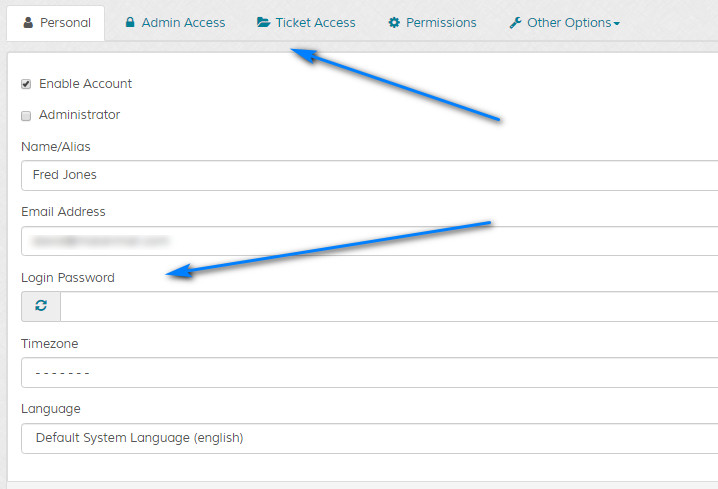 Personal Admin Access Ticket Access Permissions Other Options
Enable Account
Administrator
Name/Alias
Fred Jones
Email Address
Login Password
Timezone
-------
Language
Default System Language (english)